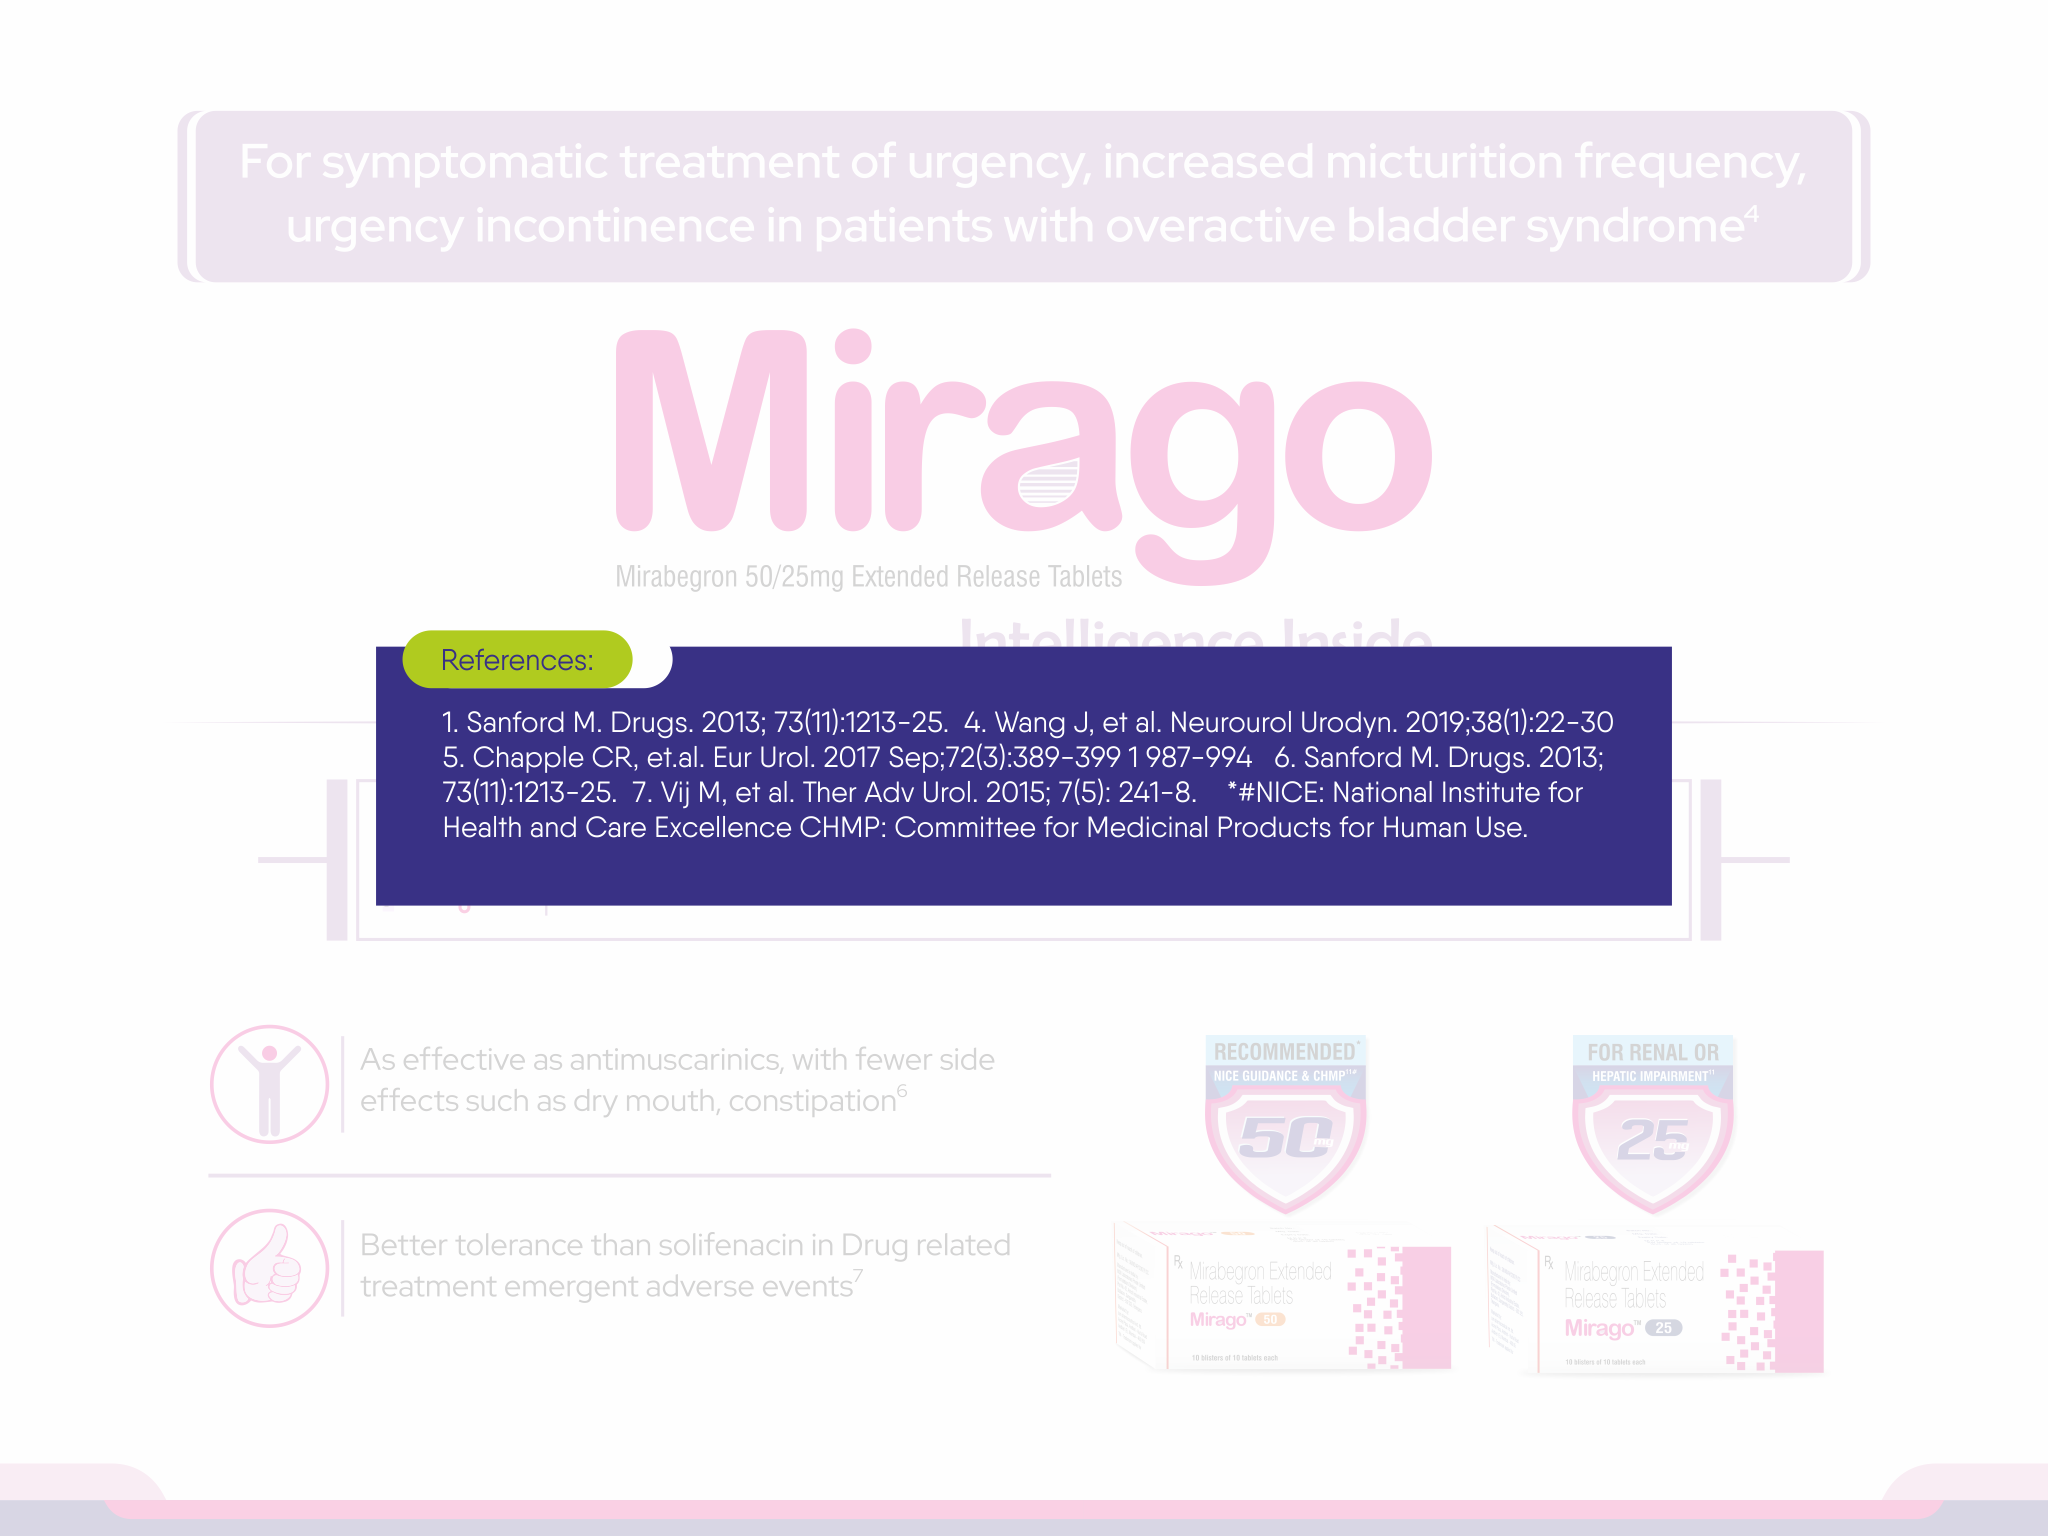 For symptomatic treatment of urgency, increased micturition frequency,
urgency incontinence in patients with overactive bladder syndrome⁴
Mirago
Mirabegron 50/25mg Extended Release Tablets
Intelligence Inside
References:
1. Sanford M. Drugs. 2013; 73(11):1213-25. 4. Wang J, et al. Neurourol Urodyn. 2019;38(1):22-30
5. Chapple CR, et.al. Eur Urol. 2017 Sep;72(3):389-399 1 987-994 6. Sanford M. Drugs. 2013;
73(11):1213-25. 7. Vij M, et al. Ther Adv Urol. 2015; 7(5): 241-8. *#NICE: National Institute for
Health and Care Excellence CHMP: Committee for Medicinal Products for Human Use.
As effective as antimuscarinics, with fewer side
effects such as dry mouth, constipation⁶
Better tolerance than solifenacin in Drug related
treatment emergent adverse events⁷
RECOMMENDED*
NICE GUIDANCE & CHMP
50 mg
Rx
Mirabegron Extended
Release Tablets
Mirago™ 50
10 blisters of 10 tablets each
FOR RENAL OR
HEPATIC IMPAIRMENT
25 mg
Rx
Mirabegron Extended
Release Tablets
Mirago™ 25
10 blisters of 10 tablets each